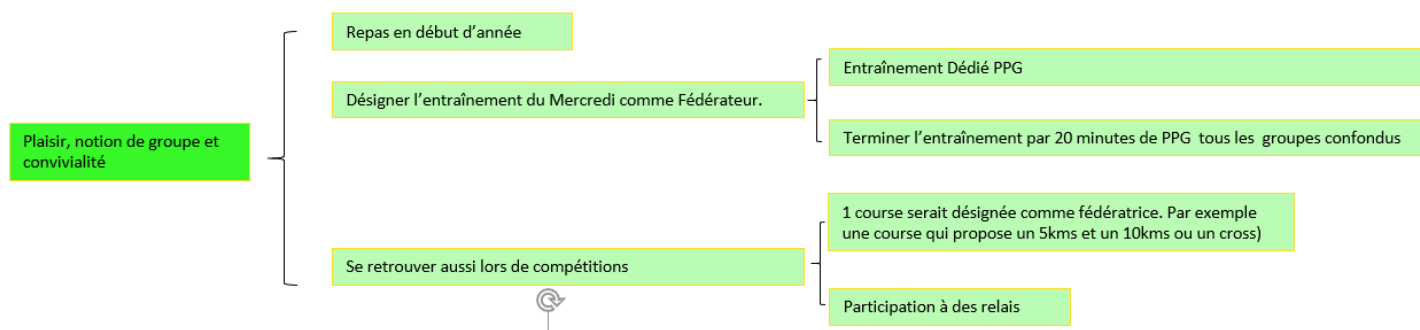 Repas en début d’année
Entraînement Dédié PPG
Désigner l’entraînement du Mercredi comme Fédérateur.
Plaisir, notion de groupe et
convivialité
Terminer l’entraînement par 20 minutes de PPG  tous les  groupes confondus
1 course serait désignée comme fédératrice. Par exemple
une course qui propose un 5kms et un 10kms ou un cross)
Se retrouver aussi lors de compétitions
Participation à des relais